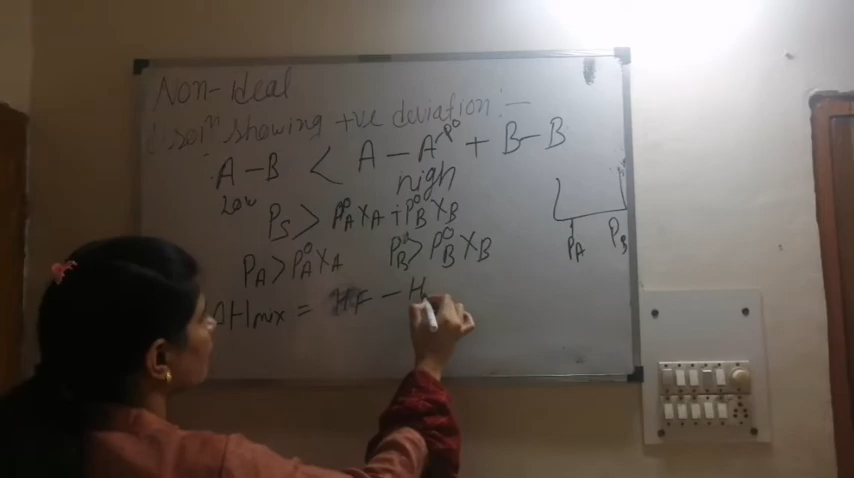 Non-ideal
soln showing +ve deviation :-
A-B < A-A + B-B
Low high
Ps > P°A XA + P°B XB
PA > P°A XA PB > P°B XB
PA PB
ΔHmix = HF - H